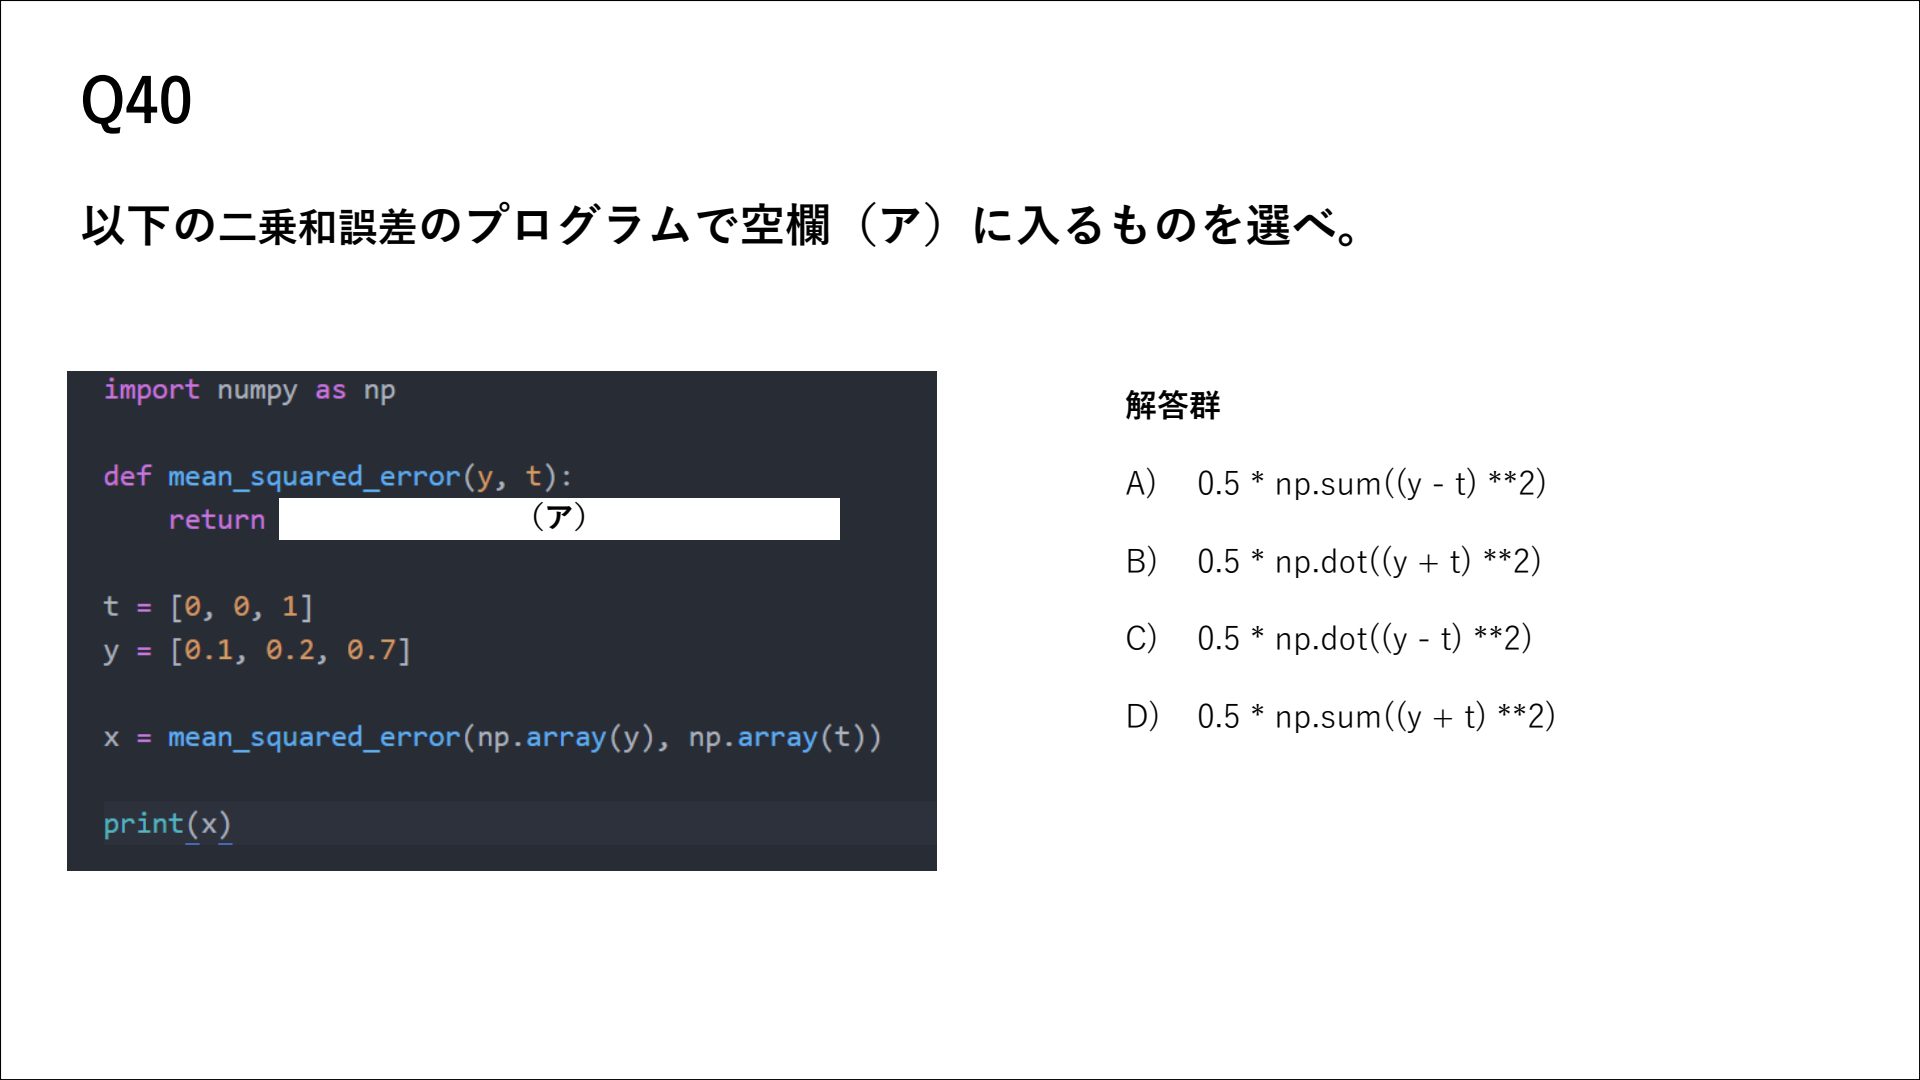 Q40
以下の二乗和誤差のプログラムで空欄（ア）に入るものを選べ。
import numpy as np
def mean_squared_error(y, t):
return （ア）
t = [0, 0, 1]
y = [0.1, 0.2, 0.7]
x = mean_squared_error(np.array(y), np.array(t))
print(x)
解答群
A) 0.5 * np.sum((y - t) **2)
B) 0.5 * np.dot((y + t) **2)
C) 0.5 * np.dot((y - t) **2)
D) 0.5 * np.sum((y + t) **2)